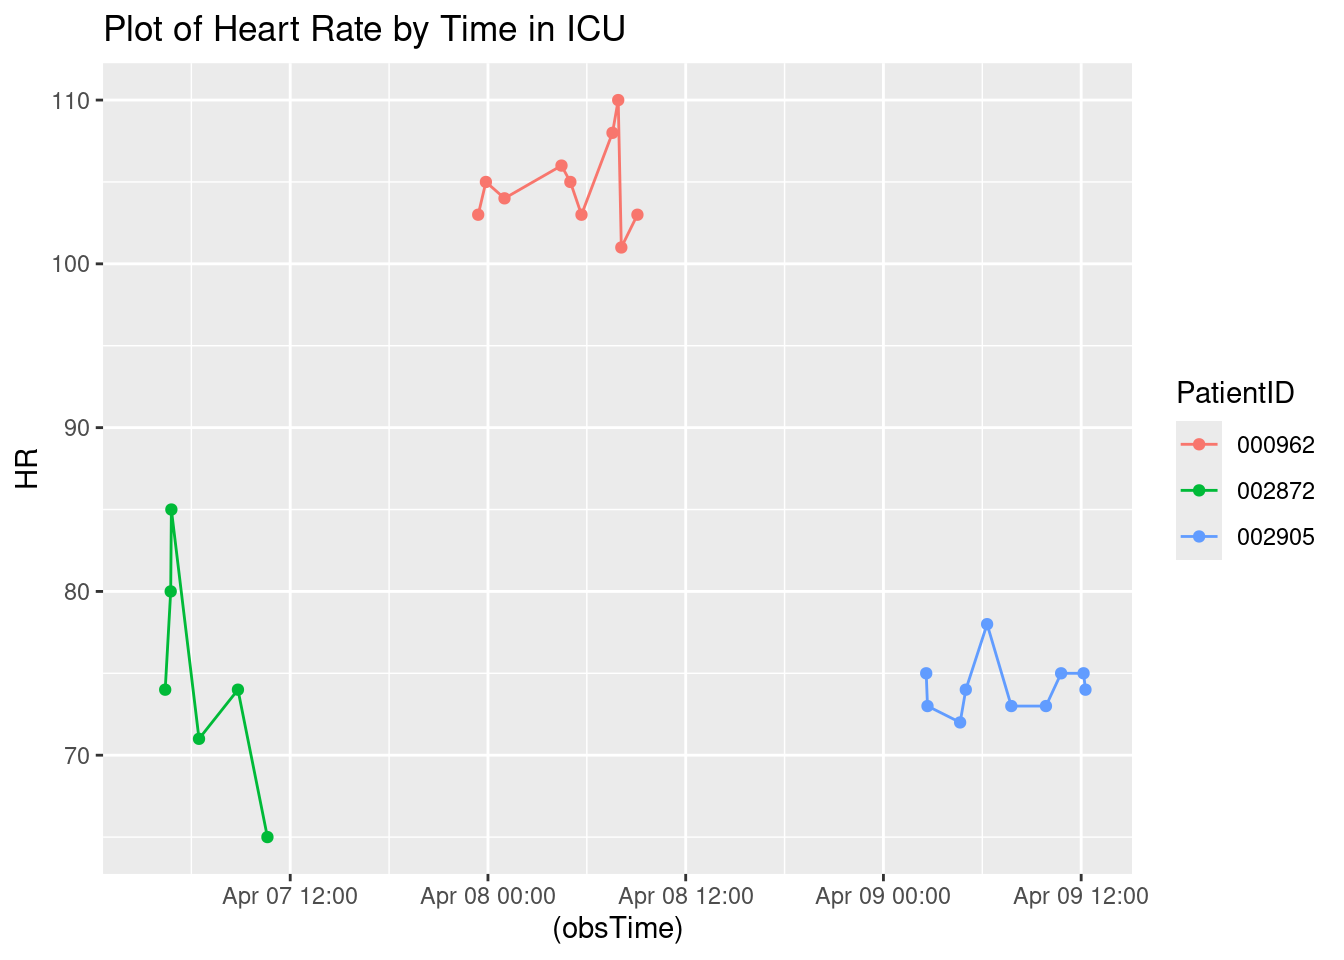 Plot of Heart Rate by Time in ICU
110
100
90
80
70
HR
Apr 07 12:00
Apr 08 00:00
Apr 08 12:00
Apr 09 00:00
Apr 09 12:00
(obsTime)
PatientID
000962
002872
002905